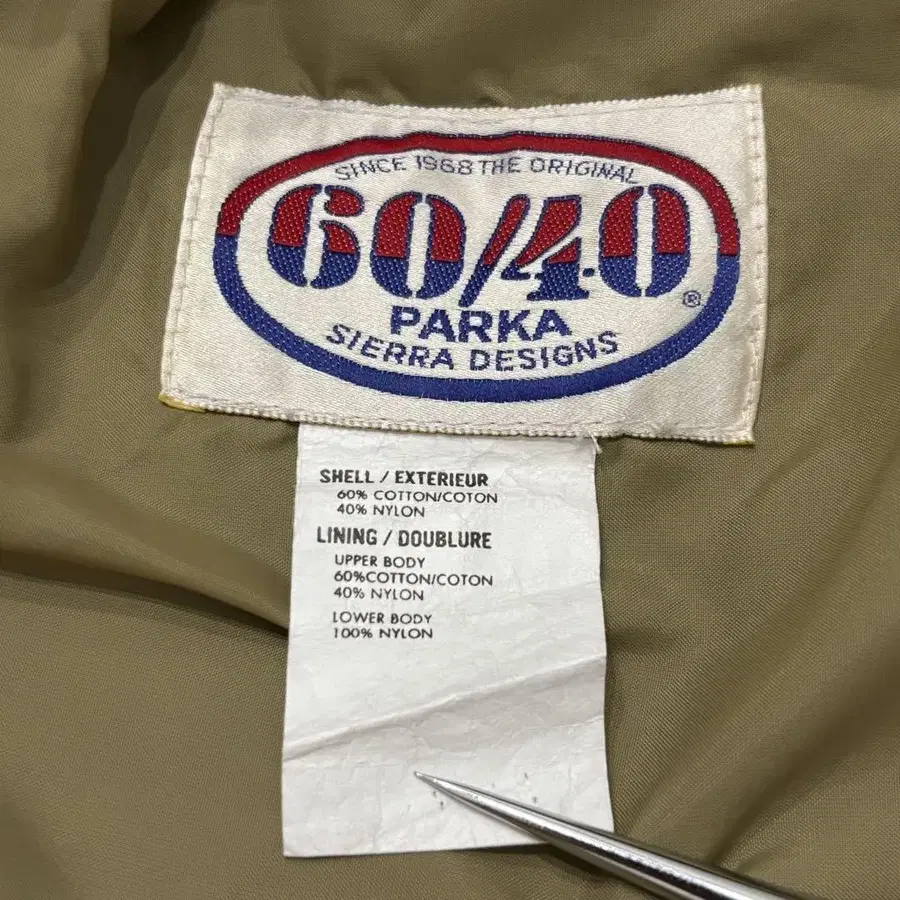 SINCE 1968 THE ORIGINAL
60/40
®
PARKA
SIERRA DESIGNS
SHELL / EXTERIEUR
60% COTTON/COTON
40% NYLON
LINING / DOUBLURE
UPPER BODY
60%COTTON/COTON
40% NYLON
LOWER BODY
100% NYLON